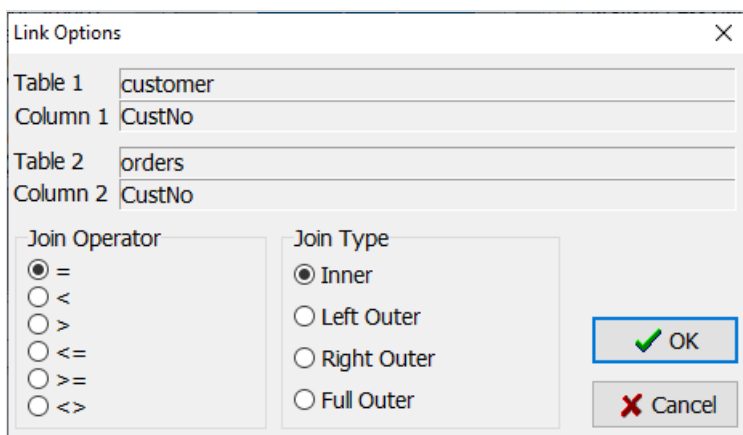 Link Options
Table 1 customer
Column 1 CustNo
Table 2 orders
Column 2 CustNo
Join Operator
=
<
>
<=
>=
<>
Join Type
Inner
Left Outer
Right Outer
Full Outer
OK
Cancel